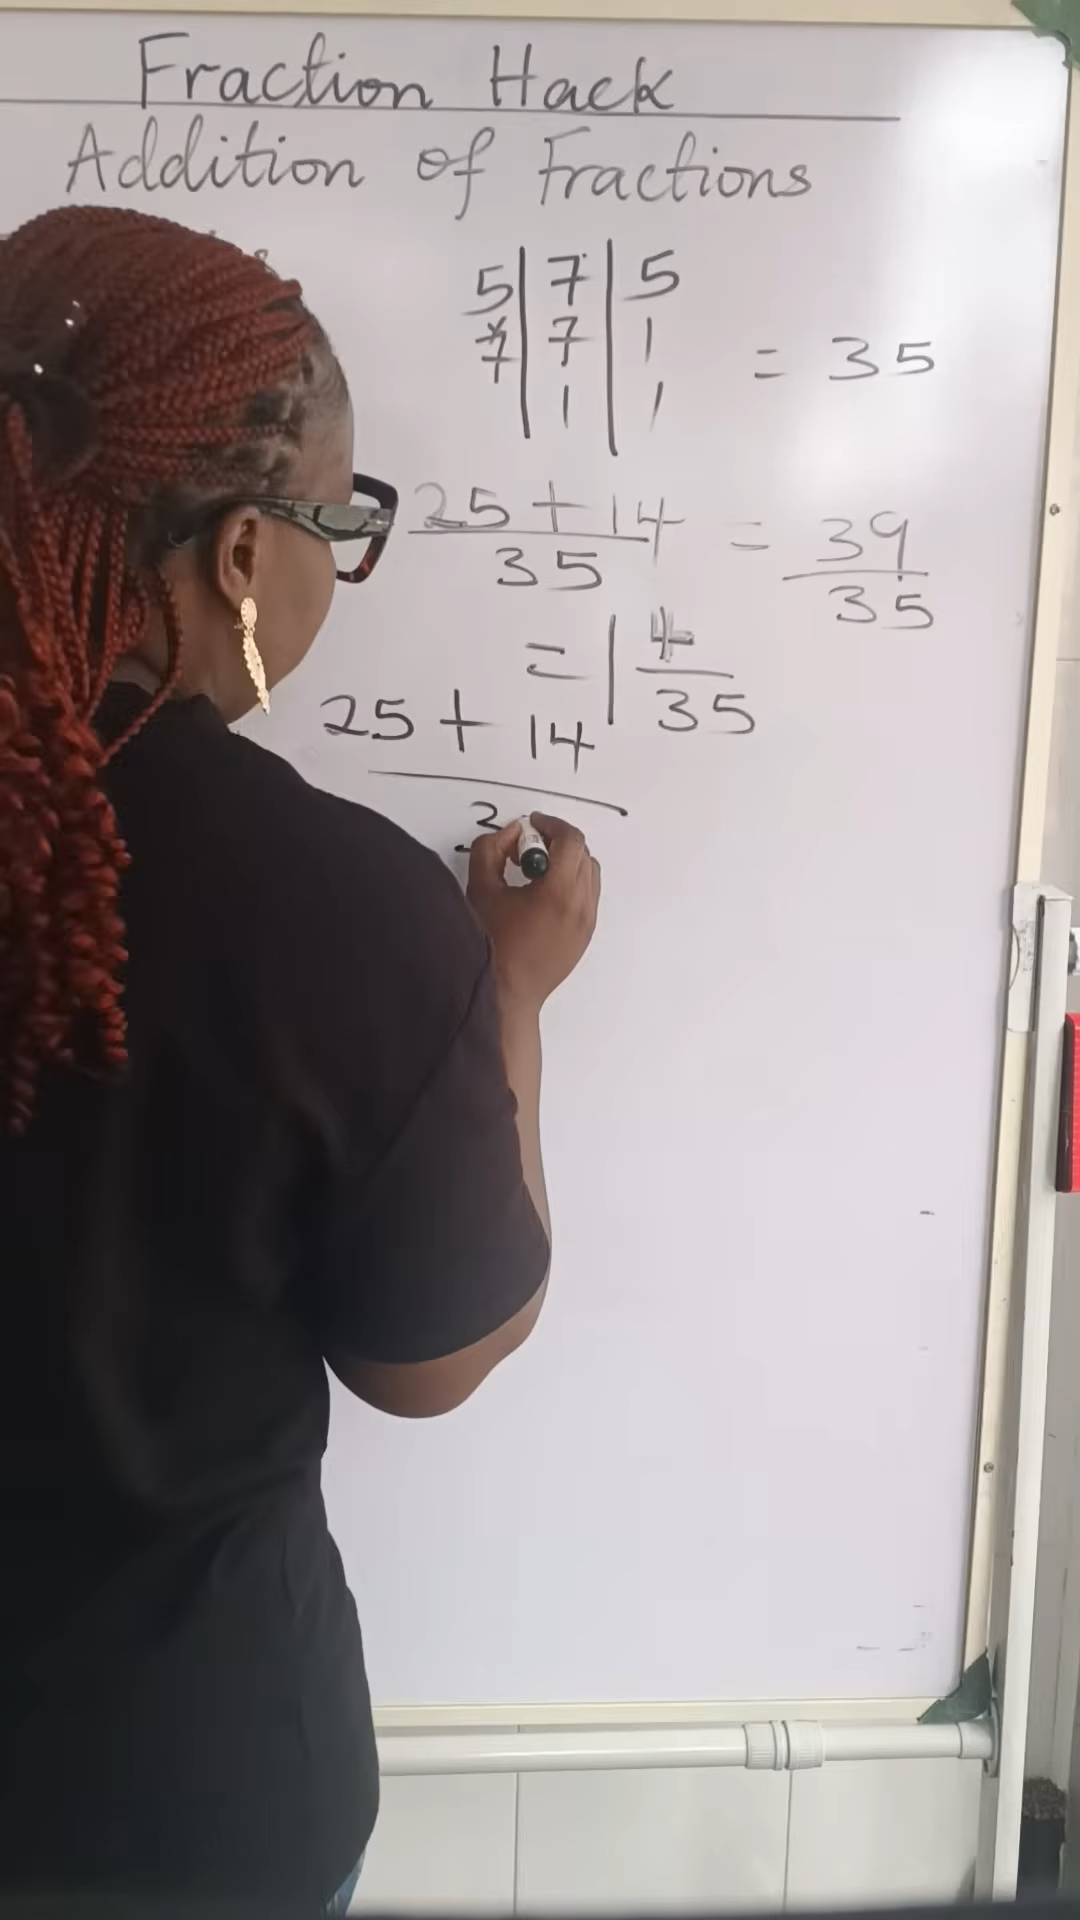 Fraction Hack
Addition of Fractions
5 | 7 | 5
7 | 7 | 1
| 1 | 1
= 35
25 + 14
35
= 39
35
= 1 4
35
25 + 14
3